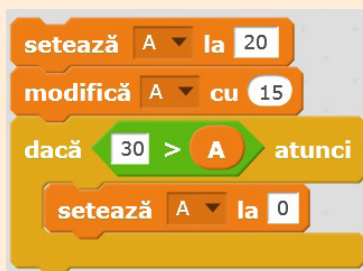 setează A la 20
modifică A cu 15
dacă 30 > A atunci
setează A la 0